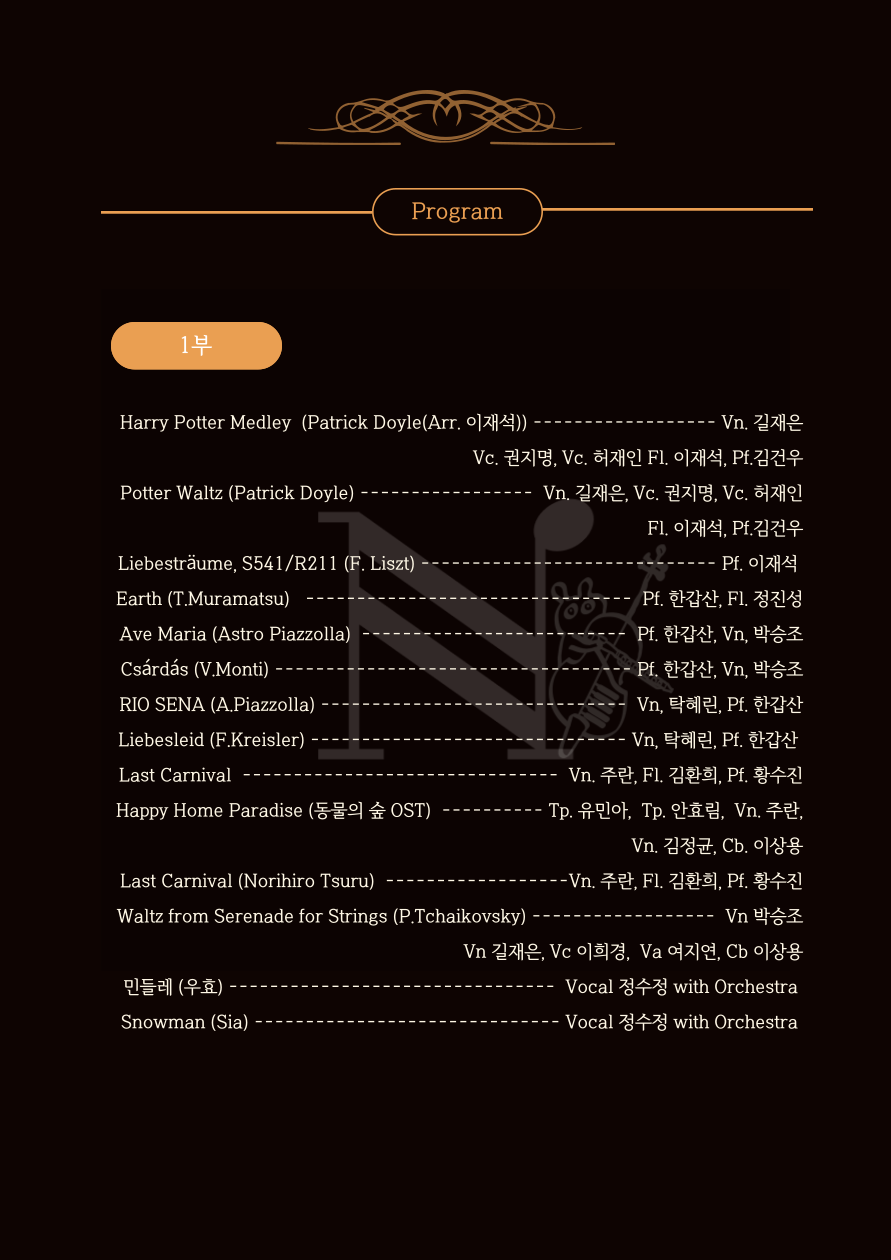 Program
1부
Harry Potter Medley (Patrick Doyle(Arr. 이재석)) ------------------ Vn. 길재은
Vc. 권지명, Vc. 허재인 Fl. 이재석, Pf.김건우
Potter Waltz (Patrick Doyle) ----------------- Vn. 길재은, Vc. 권지명, Vc. 허재인
Fl. 이재석, Pf.김건우
Liebesträume, S541/R211 (F. Liszt) ----------------------------- Pf. 이재석
Earth (T.Muramatsu) -------------------------------- Pf. 한갑산, Fl. 정진성
Ave Maria (Astro Piazzolla) -------------------------- Pf. 한갑산, Vn, 박승조
Csárdás (V.Monti) ----------------------------------- Pf. 한갑산, Vn, 박승조
RIO SENA (A.Piazzolla) ------------------------------ Vn, 탁혜린, Pf. 한갑산
Liebesleid (F.Kreisler) ------------------------------- Vn, 탁혜린, Pf. 한갑산
Last Carnival ------------------------------- Vn. 주란, Fl. 김환희, Pf. 황수진
Happy Home Paradise (동물의 숲 OST) ---------- Tp. 유민아, Tp. 안효림, Vn. 주란,
Vn. 김정균, Cb. 이상용
Last Carnival (Norihiro Tsuru) ------------------Vn. 주란, Fl. 김환희, Pf. 황수진
Waltz from Serenade for Strings (P.Tchaikovsky) ------------------ Vn 박승조
Vn 길재은, Vc 이희경, Va 여지연, Cb 이상용
민들레 (우효) -------------------------------- Vocal 정수정 with Orchestra
Snowman (Sia) ------------------------------ Vocal 정수정 with Orchestra